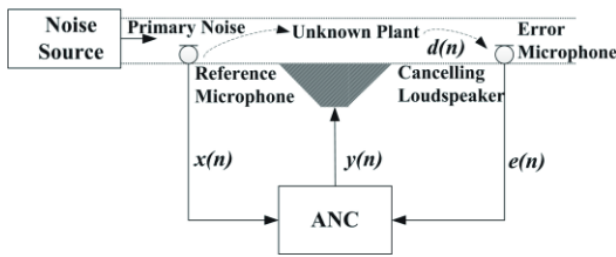 Noise
Source
Primary Noise
Unknown Plant
d(n)
Error
Microphone
Reference
Microphone
Cancelling
Loudspeaker
x(n)
y(n)
e(n)
ANC